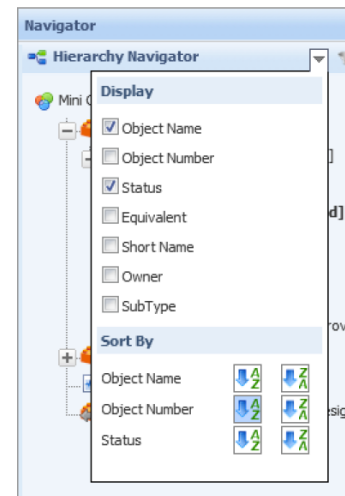 Navigator
Hierarchy Navigator
Mini
Display
Object Name
Object Number
Status
Equivalent
Short Name
Owner
SubType
Sort By
Object Name
Object Number
Status